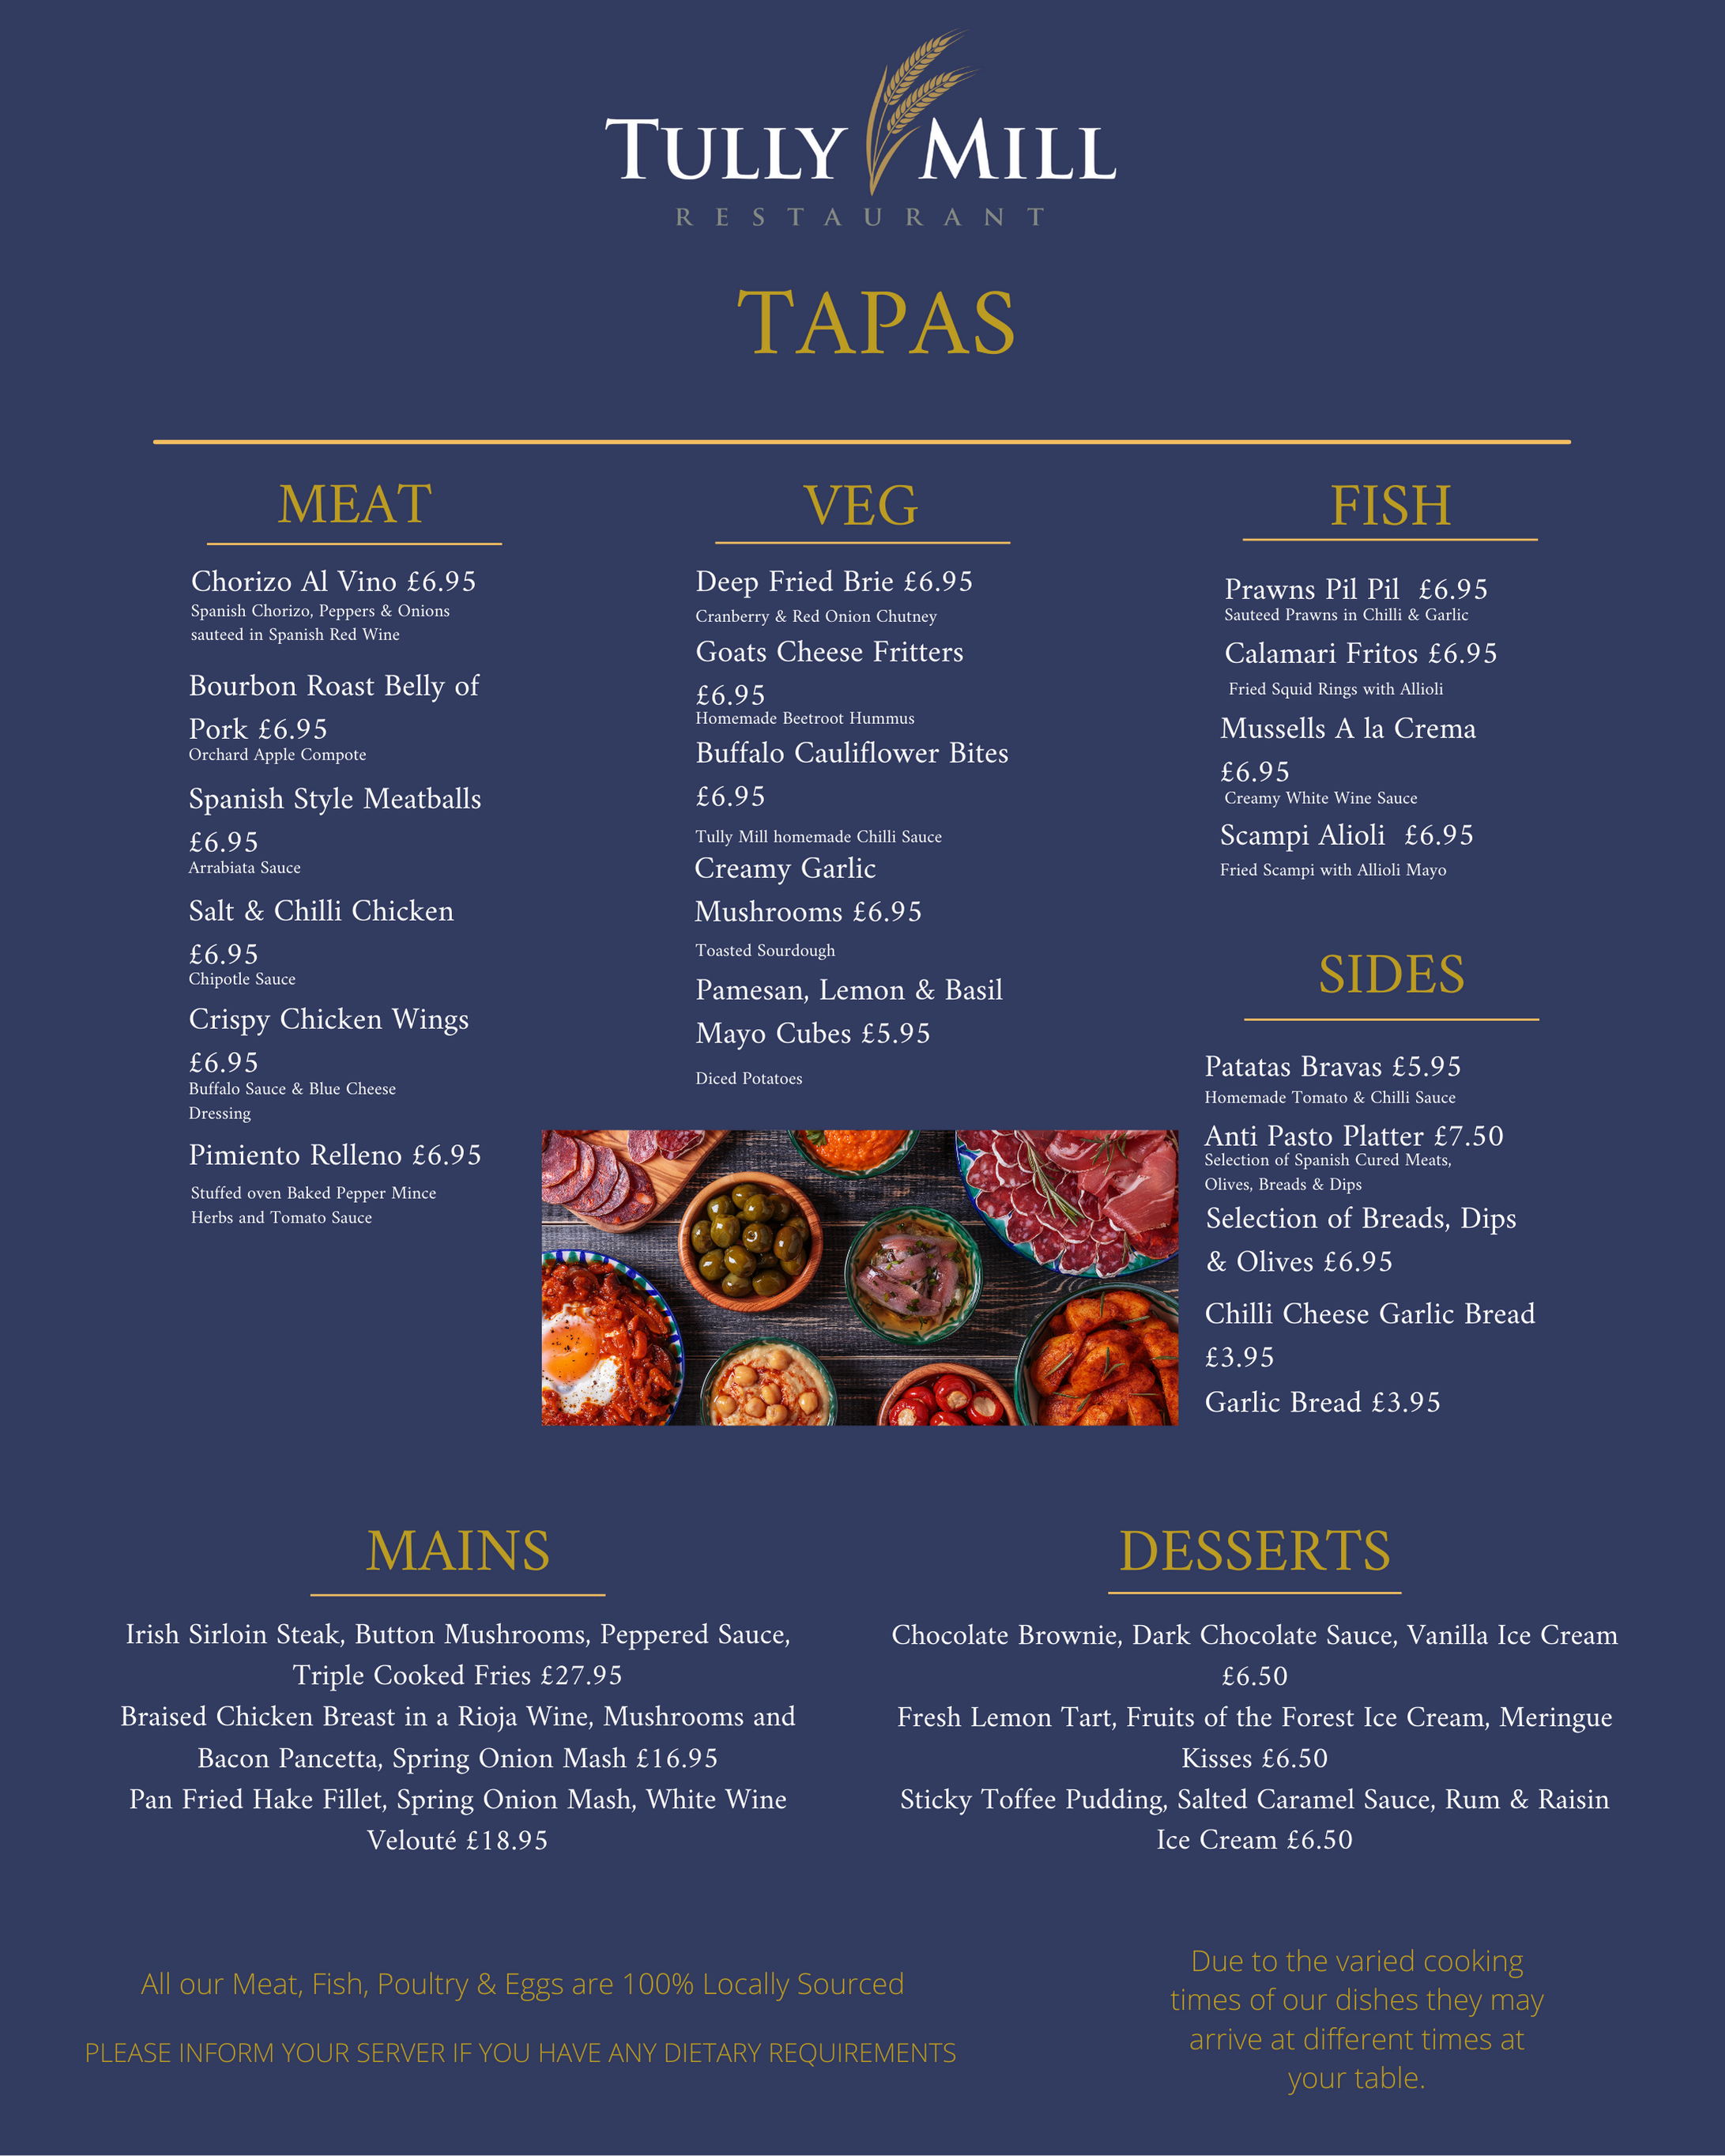 TULLY MILL
RESTAURANT
TAPAS
MEAT
Chorizo Al Vino £6.95
Spanish Chorizo, Peppers & Onions
sauteed in Spanish Red Wine
Bourbon Roast Belly of
Pork £6.95
Orchard Apple Compote
Spanish Style Meatballs
£6.95
Arrabiata Sauce
Salt & Chilli Chicken
£6.95
Chipotle Sauce
Crispy Chicken Wings
£6.95
Buffalo Sauce & Blue Cheese
Dressing
Pimiento Relleno £6.95
Stuffed oven Baked Pepper Mince
Herbs and Tomato Sauce
VEG
Deep Fried Brie £6.95
Cranberry & Red Onion Chutney
Goats Cheese Fritters
£6.95
Homemade Beetroot Hummus
Buffalo Cauliflower Bites
£6.95
Tully Mill homemade Chilli Sauce
Creamy Garlic
Mushrooms £6.95
Toasted Sourdough
Pamesan, Lemon & Basil
Mayo Cubes £5.95
Diced Potatoes
FISH
Prawns Pil Pil £6.95
Sauteed Prawns in Chilli & Garlic
Calamari Fritos £6.95
Fried Squid Rings with Allioli
Mussells A la Crema
£6.95
Creamy White Wine Sauce
Scampi Alioli £6.95
Fried Scampi with Allioli Mayo
SIDES
Patatas Bravas £5.95
Homemade Tomato & Chilli Sauce
Anti Pasto Platter £7.50
Selection of Spanish Cured Meats,
Olives, Breads & Dips
Selection of Breads, Dips
& Olives £6.95
Chilli Cheese Garlic Bread
£3.95
Garlic Bread £3.95
MAINS
Irish Sirloin Steak, Button Mushrooms, Peppered Sauce,
Triple Cooked Fries £27.95
Braised Chicken Breast in a Rioja Wine, Mushrooms and
Bacon Pancetta, Spring Onion Mash £16.95
Pan Fried Hake Fillet, Spring Onion Mash, White Wine
Velouté £18.95
DESSERTS
Chocolate Brownie, Dark Chocolate Sauce, Vanilla Ice Cream
£6.50
Fresh Lemon Tart, Fruits of the Forest Ice Cream, Meringue
Kisses £6.50
Sticky Toffee Pudding, Salted Caramel Sauce, Rum & Raisin
Ice Cream £6.50
All our Meat, Fish, Poultry & Eggs are 100% Locally Sourced
PLEASE INFORM YOUR SERVER IF YOU HAVE ANY DIETARY REQUIREMENTS
Due to the varied cooking
times of our dishes they may
arrive at different times at
your table.